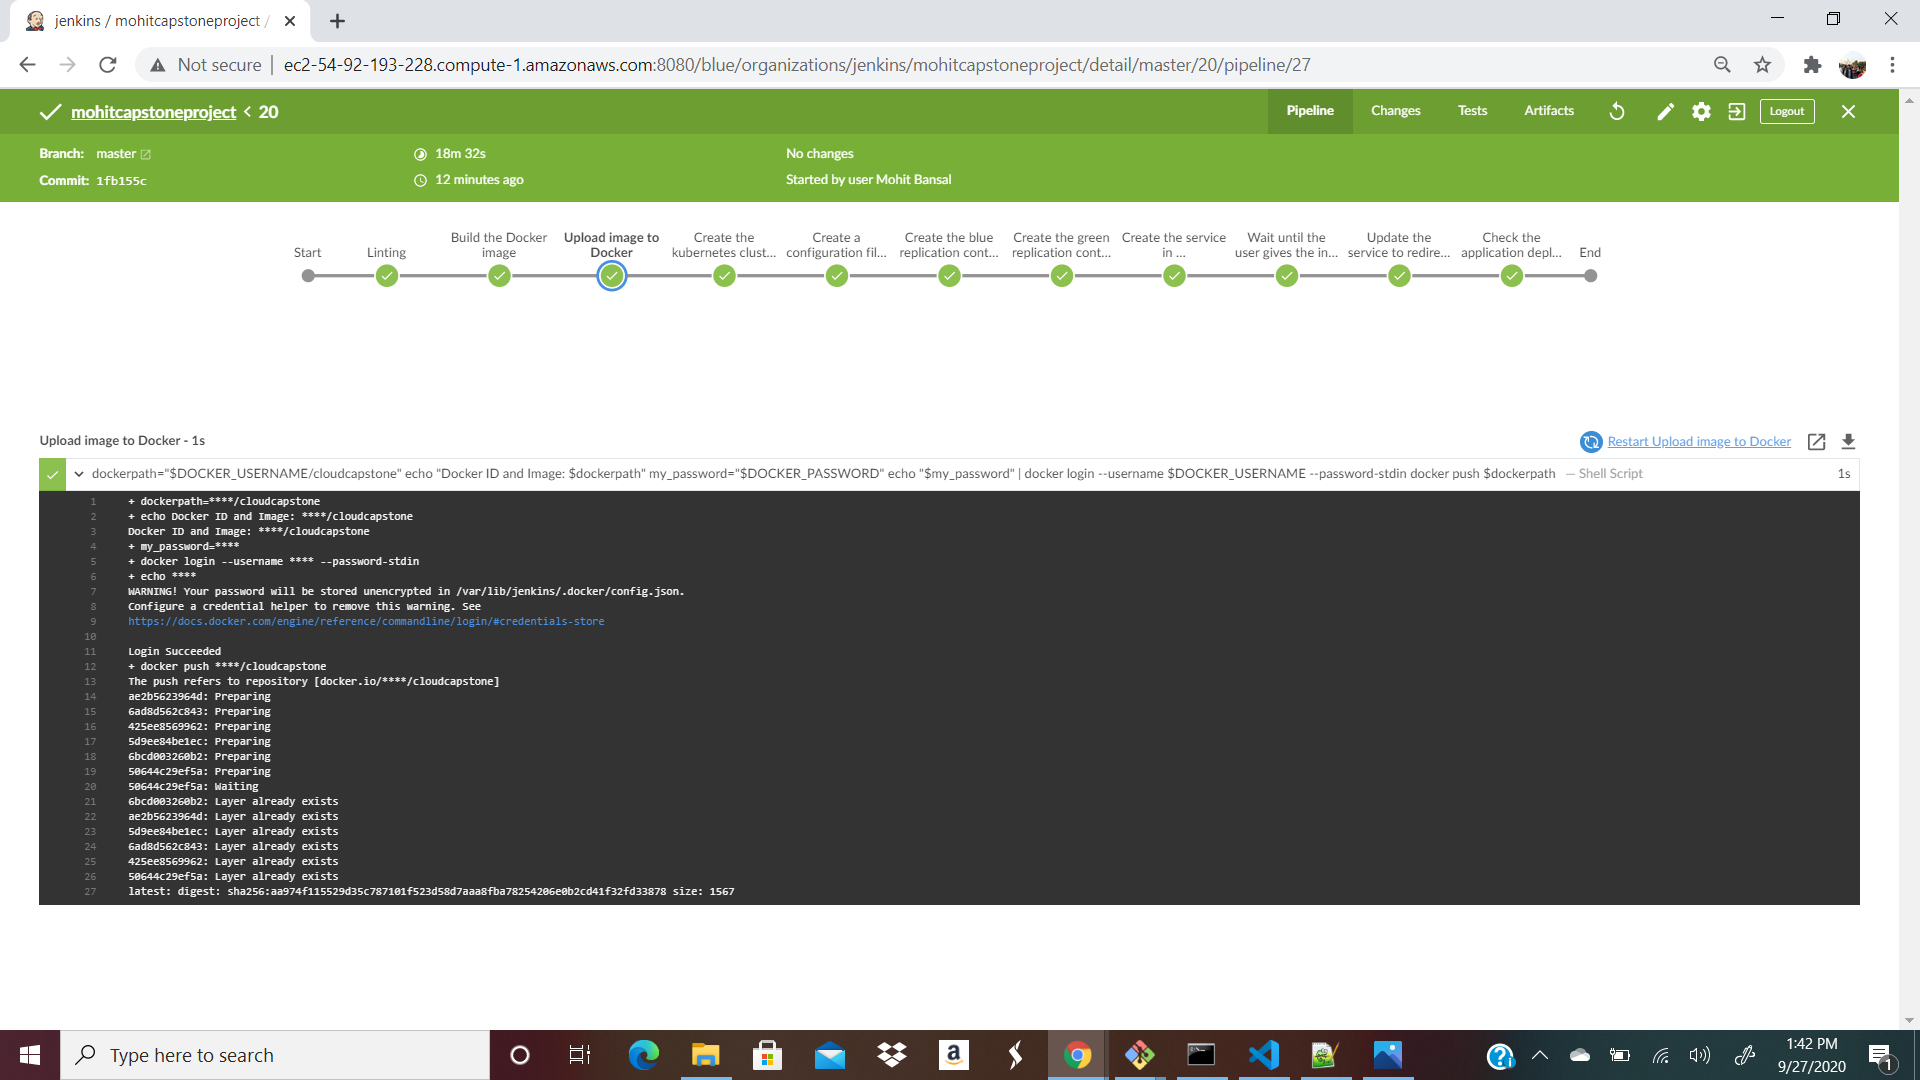 jenkins / mohitcapstoneproject /
Not secure
ec2-54-92-193-228.compute-1.amazonaws.com:8080/blue/organizations/jenkins/mohitcapstoneproject/detail/master/20/pipeline/27
mohitcapstoneproject < 20
Pipeline
Changes
Tests
Artifacts
Logout
Branch: master
18m 32s
No changes
Commit: 1fb155c
12 minutes ago
Started by user Mohit Bansal
Start
Linting
Build the Docker
image
Upload image to
Docker
Create the
kubernetes clust...
Create a
configuration fil...
Create the blue
replication cont...
Create the green
replication cont...
Create the service
in ...
Wait until the
user gives the in...
Update the
service to redire...
Check the
application depl...
End
Upload image to Docker - 1s
Restart Upload image to Docker
dockerpath="$DOCKER_USERNAME/cloudcapstone" echo "Docker ID and Image: $dockerpath" my_password="$DOCKER_PASSWORD" echo "$my_password" | docker login --username $DOCKER_USERNAME --password-stdin docker push $dockerpath — Shell Script 1s
1 + dockerpath=****/cloudcapstone
2 + echo Docker ID and Image: ****/cloudcapstone
3 Docker ID and Image: ****/cloudcapstone
4 + my_password=****
5 + docker login --username **** --password-stdin
6 + echo ****
7 WARNING! Your password will be stored unencrypted in /var/lib/jenkins/.docker/config.json.
8 Configure a credential helper to remove this warning. See
9 https://docs.docker.com/engine/reference/commandline/login/#credentials-store
10
11 Login Succeeded
12 + docker push ****/cloudcapstone
13 The push refers to repository [docker.io/****/cloudcapstone]
14 ae2b5623964d: Preparing
15 6ad8d562c843: Preparing
16 425ee8569962: Preparing
17 5d9ee84be1ec: Preparing
18 6bcd003260b2: Preparing
19 50644c29ef5a: Preparing
20 50644c29ef5a: Waiting
21 6bcd003260b2: Layer already exists
22 ae2b5623964d: Layer already exists
23 5d9ee84be1ec: Layer already exists
24 6ad8d562c843: Layer already exists
25 425ee8569962: Layer already exists
26 50644c29ef5a: Layer already exists
27 latest: digest: sha256:aa974f115529d35c787101f523d58d7aaa8fba78254206e0b2cd41f32fd33878 size: 1567
Type here to search
1:42 PM
9/27/2020
1